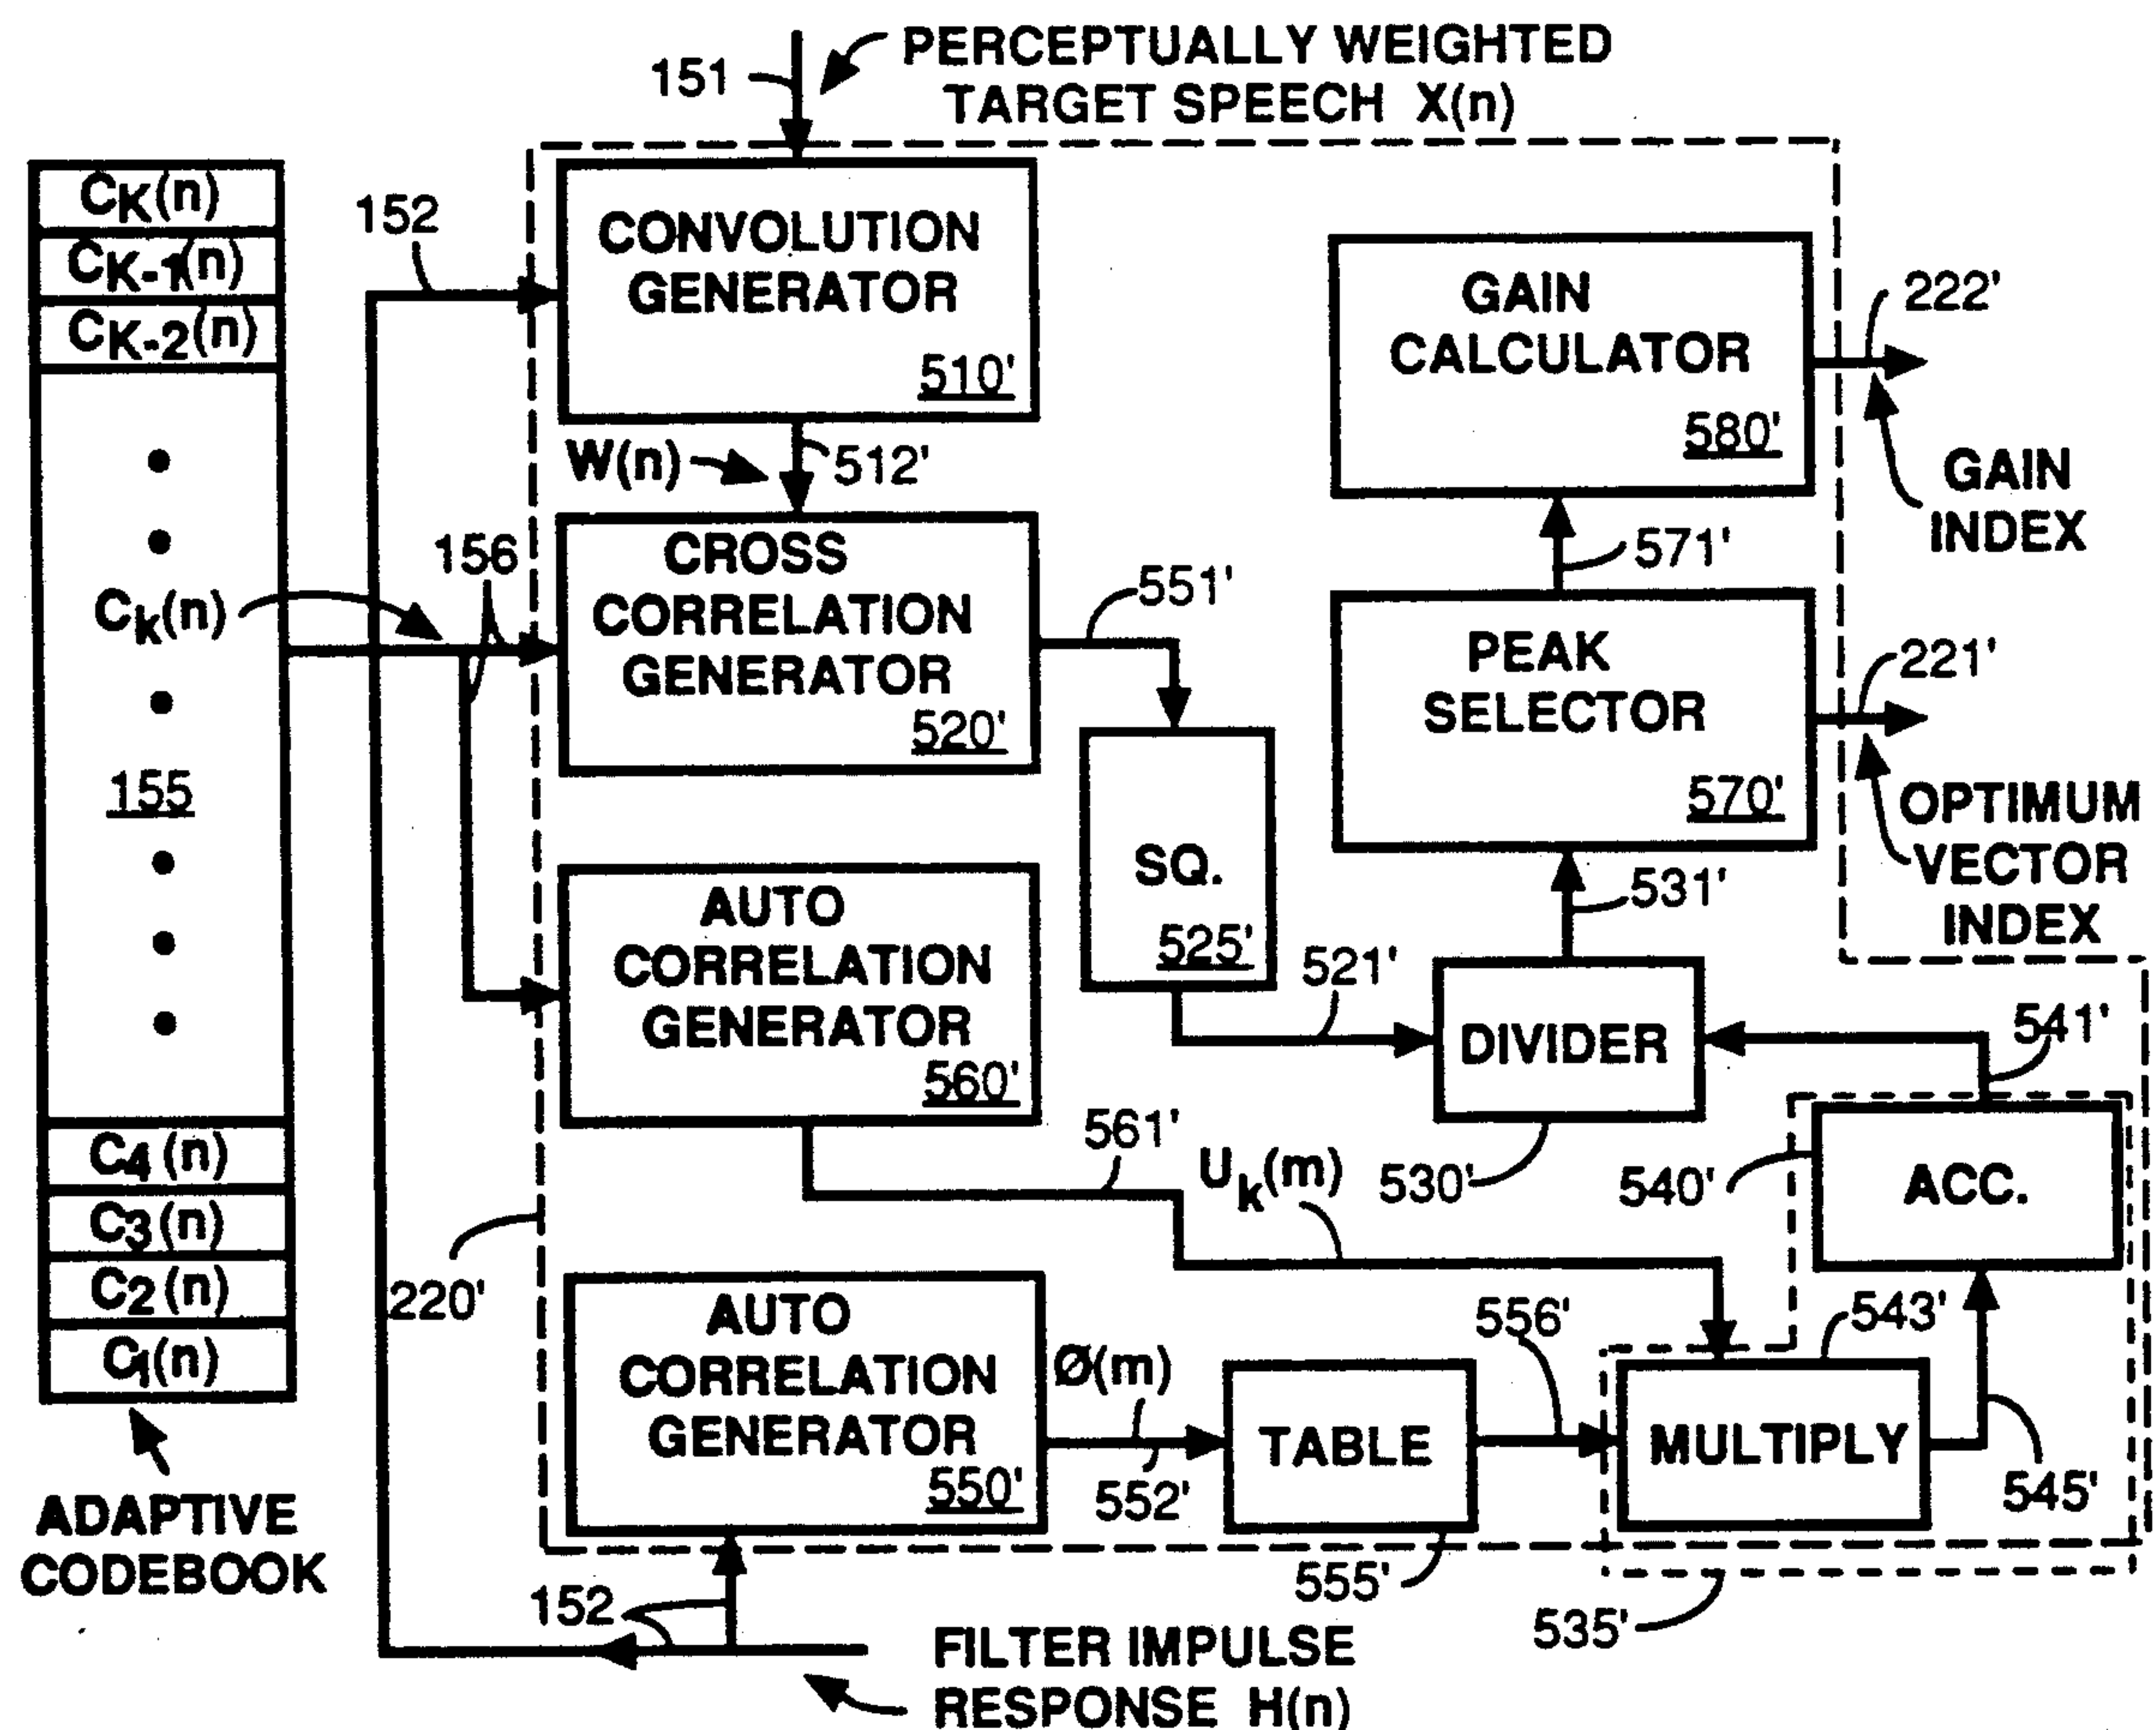 151
PERCEPTUALLY WEIGHTED
TARGET SPEECH X(n)
CK(n)
CK-1(n)
CK-2(n)
Ck(n)
155
C4(n)
C3(n)
C2(n)
C1(n)
ADAPTIVE
CODEBOOK
152
156
CONVOLUTION
GENERATOR
510'
W(n)
512'
CROSS
CORRELATION
GENERATOR
520'
551'
AUTO
CORRELATION
GENERATOR
560'
561'
Uk(m)
220'
AUTO
CORRELATION
GENERATOR
550'
Ø(m)
552'
152
FILTER IMPULSE
RESPONSE H(n)
SQ.
525'
521'
GAIN
CALCULATOR
580'
222'
GAIN
INDEX
571'
PEAK
SELECTOR
570'
221'
OPTIMUM
VECTOR
INDEX
531'
DIVIDER
530'
541'
540'
ACC.
TABLE
555'
556'
543'
MULTIPLY
545'
535'